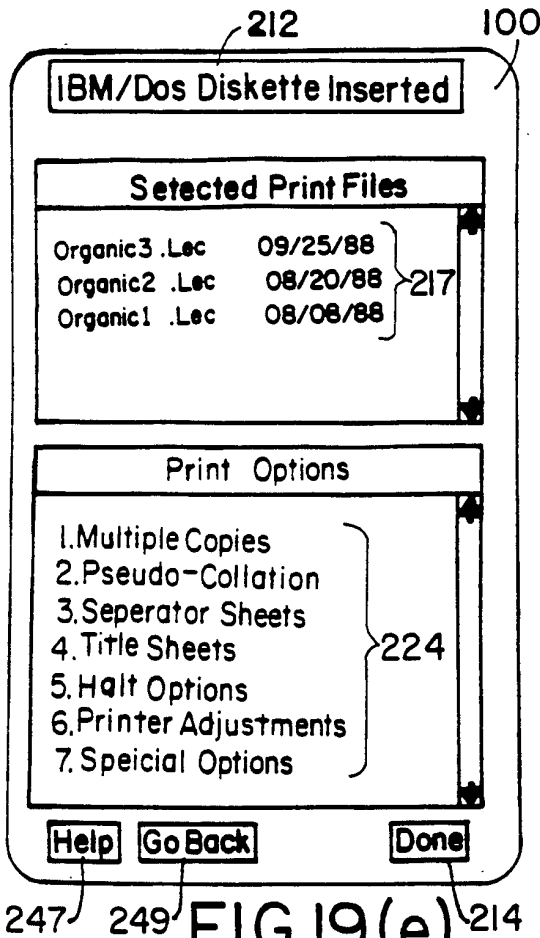 212 100
IBM/Dos Diskette Inserted
Setected Print Files
Organic3 .Lec 09/25/88
Organic2 .Lec 08/20/88 217
Organic1 .Lec 08/08/88
Print Options
1.Multiple Copies
2.Pseudo-Collation
3.Seperator Sheets
4.Title Sheets 224
5.Halt Options
6.Printer Adjustments
7.Speicial Options
Help Go Back Done
247 249 FIG.19(e) 214